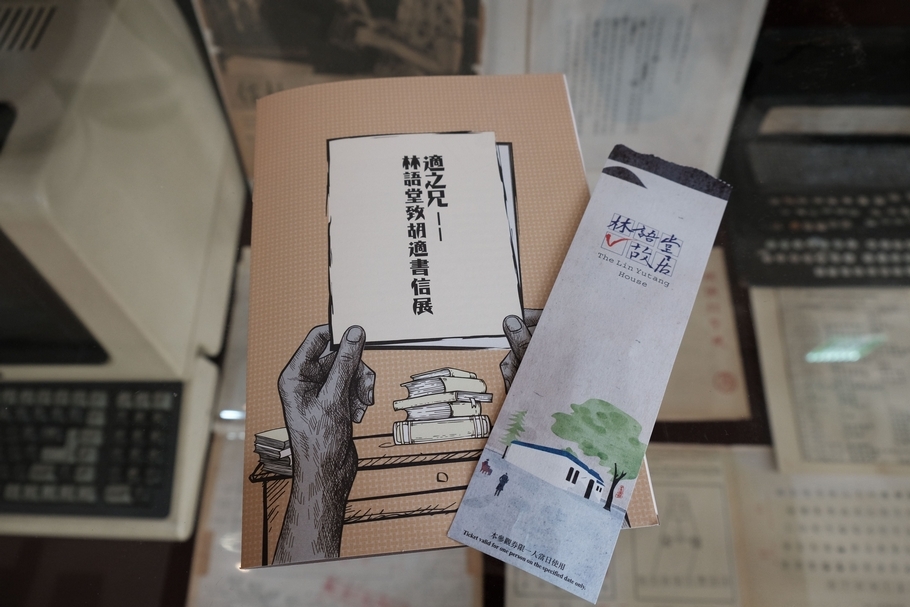 適之兄——
林語堂致胡適書信展
林語堂
故居
The Lin Yutang
House
本參觀券限一人當日使用
Ticket valid for one person on the specified date only.